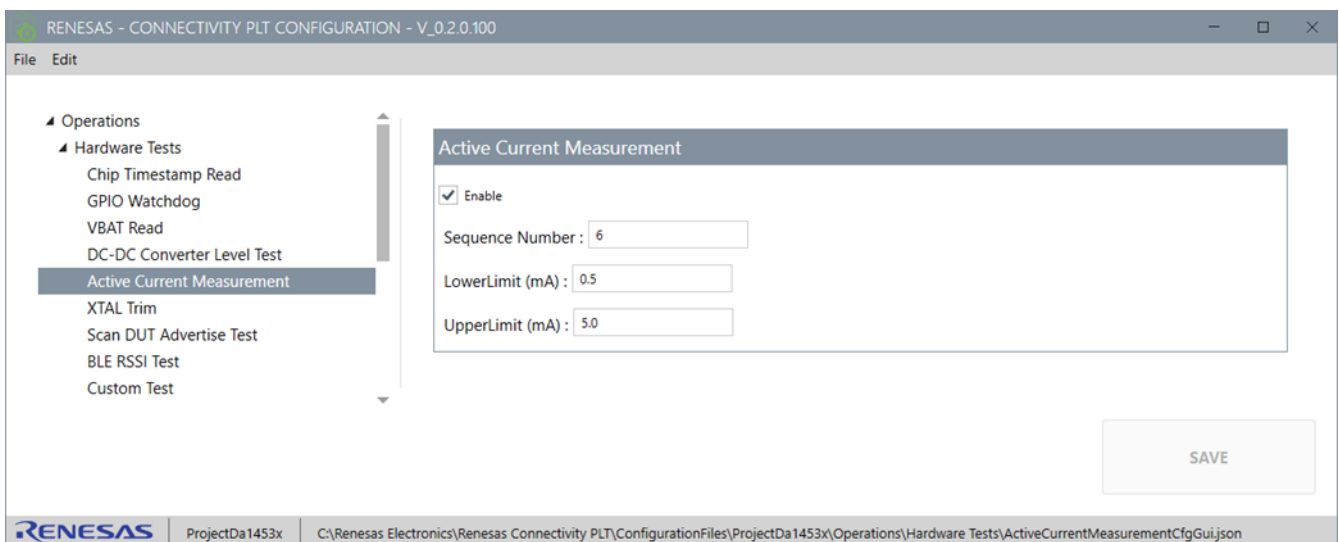 RENESAS - CONNECTIVITY PLT CONFIGURATION - V_0.2.0.100
File Edit
Operations
Hardware Tests
Chip Timestamp Read
GPIO Watchdog
VBAT Read
DC-DC Converter Level Test
Active Current Measurement
XTAL Trim
Scan DUT Advertise Test
BLE RSSI Test
Custom Test
Active Current Measurement
Enable
Sequence Number : 6
LowerLimit (mA) : 0.5
UpperLimit (mA) : 5.0
SAVE
RENESAS ProjectDa1453x C:\Renesas Electronics\Renesas Connectivity PLT\ConfigurationFiles\ProjectDa1453x\Operations\Hardware Tests\ActiveCurrentMeasurementCfgGui.json